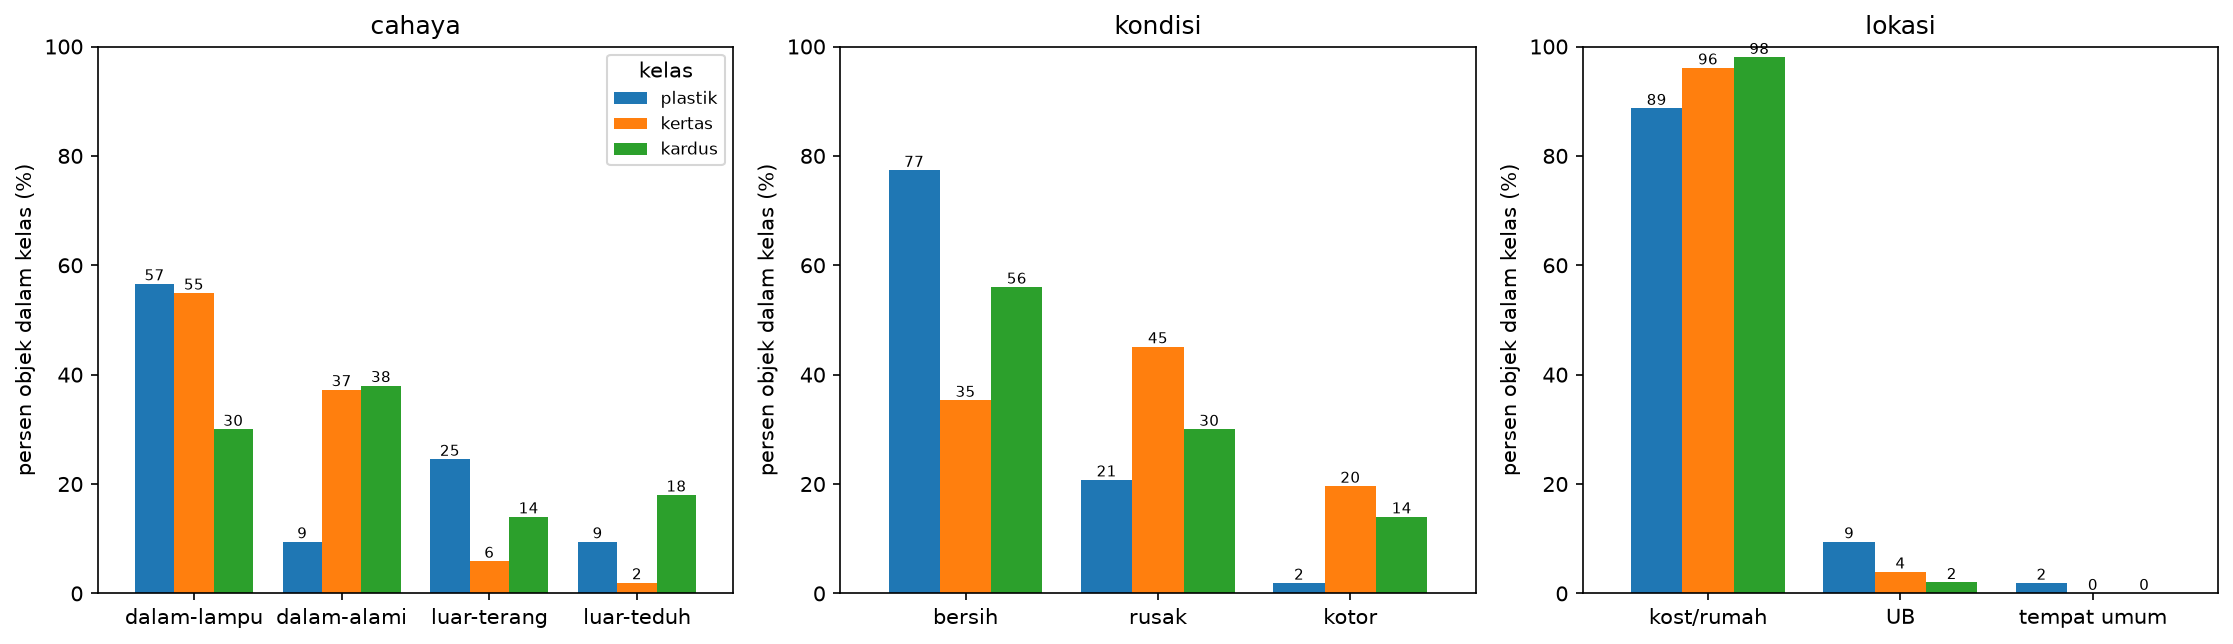 cahaya
persen objek dalam kelas (%)
100
80
60
40
20
0
kelas
plastik
kertas
kardus
57
55
30
9
37
38
25
6
14
9
2
18
dalam-lampu
dalam-alami
luar-terang
luar-teduh
kondisi
persen objek dalam kelas (%)
100
80
60
40
20
0
77
35
56
21
45
30
2
20
14
bersih
rusak
kotor
lokasi
persen objek dalam kelas (%)
100
80
60
40
20
0
89
96
98
9
4
2
2
0
0
kost/rumah
UB
tempat umum